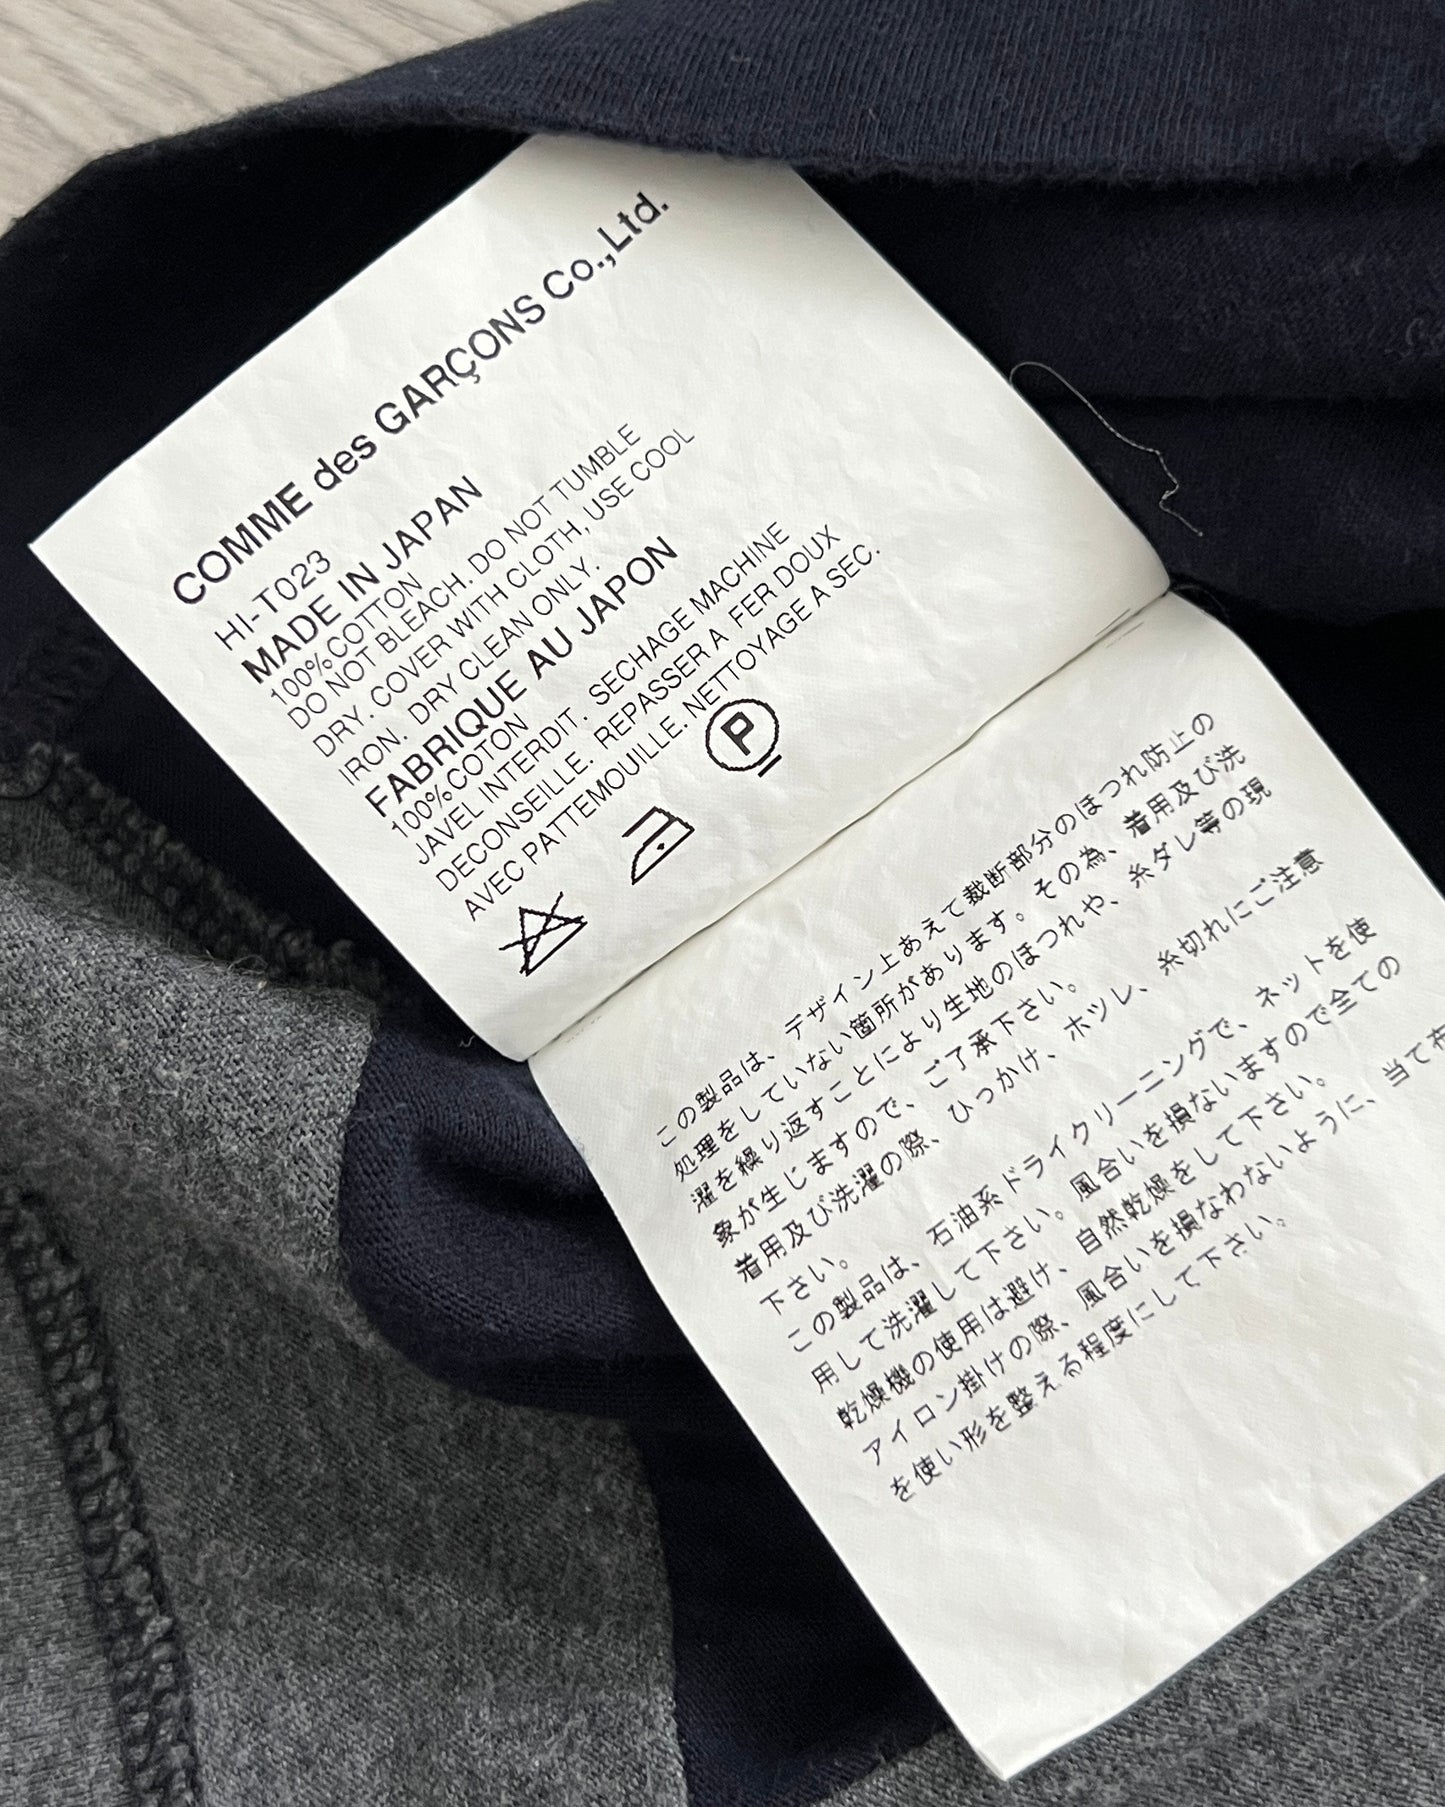 COMME des GARÇONS Co.,Ltd.
HI-T023
MADE IN JAPAN
100%COTTON
DO NOT BLEACH. DO NOT TUMBLE
DRY. COVER WITH CLOTH, USE COOL
IRON. DRY CLEAN ONLY.
FABRIQUE AU JAPON
100%COTON
JAVEL INTERDIT. SECHAGE MACHINE
DECONSEILLE. REPASSER A FER DOUX
AVEC PATTEMOUILLE. NETTOYAGE A SEC.
P
この製品は、デザイン上あえて裁断部分のほつれ防止の
処理をしていない箇所があります。その為、着用及び洗
濯を繰り返すことにより生地のほつれや、糸ダレ等の現
象が生じますので、ご了承下さい。
着用及び洗濯の際、ひっかけ、ホツレ、糸切れにご注意
下さい。
この製品は、石油系ドライクリーニングで、ネットを使
用して洗濯して下さい。風合いを損ないますので全ての
乾燥機の使用は避け、自然乾燥をして下さい。
アイロン掛けの際、風合いを損なわないように、当て布
を使い形を整える程度にして下さい。